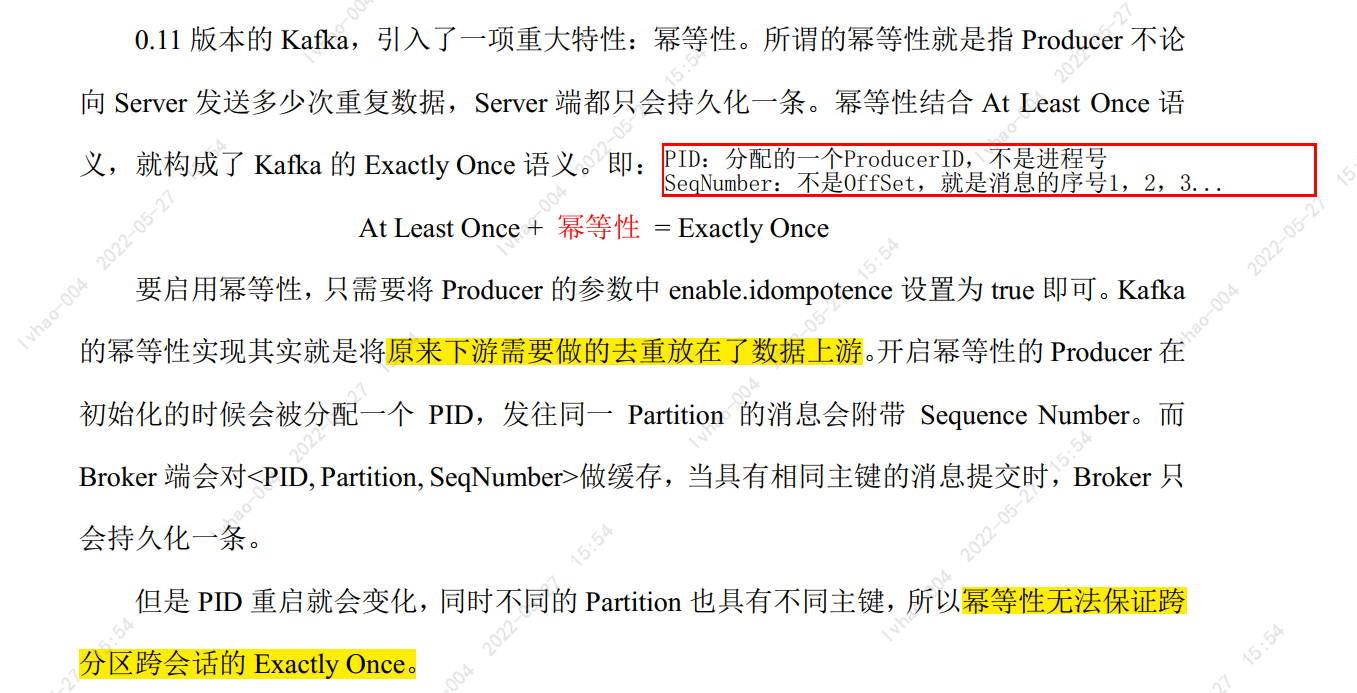 0.11 版本的 Kafka，引入了一项重大特性：幂等性。所谓的幂等性就是指 Producer 不论
向 Server 发送多少次重复数据，Server 端都只会持久化一条。幂等性结合 At Least Once 语
义，就构成了 Kafka 的 Exactly Once 语义。即：
PID：分配的一个ProducerID，不是进程号
SeqNumber：不是OffSet，就是消息的序号1，2，3...
At Least Once + 幂等性 = Exactly Once
要启用幂等性，只需要将 Producer 的参数中 enable.idompotence 设置为 true 即可。Kafka
的幂等性实现其实就是将原来下游需要做的去重放在了数据上游。开启幂等性的 Producer 在
初始化的时候会被分配一个 PID，发往同一 Partition 的消息会附带 Sequence Number。而
Broker 端会对<PID, Partition, SeqNumber>做缓存，当具有相同主键的消息提交时，Broker 只
会持久化一条。
但是 PID 重启就会变化，同时不同的 Partition 也具有不同主键，所以幂等性无法保证跨
分区跨会话的 Exactly Once。
lvhao-004 2022-05-27 15:54